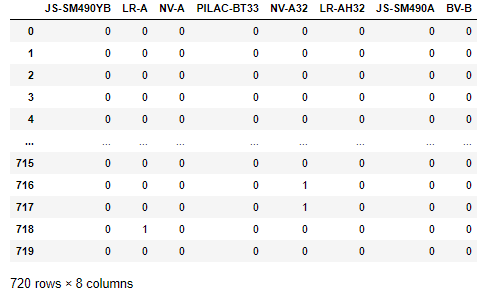 JS-SM490YB LR-A NV-A PILAC-BT33 NV-A32 LR-AH32 JS-SM490A BV-B
0 0 0 0 0 0 0 0 0
1 0 0 0 0 0 0 0 0
2 0 0 0 0 0 0 0 0
3 0 0 0 0 0 0 0 0
4 0 0 0 0 0 0 0 0
... ... ... ... ... ... ... ... ...
715 0 0 0 0 0 0 0 0
716 0 0 0 0 1 0 0 0
717 0 0 0 0 1 0 0 0
718 0 1 0 0 0 0 0 0
719 0 0 0 0 0 0 0 0
720 rows × 8 columns